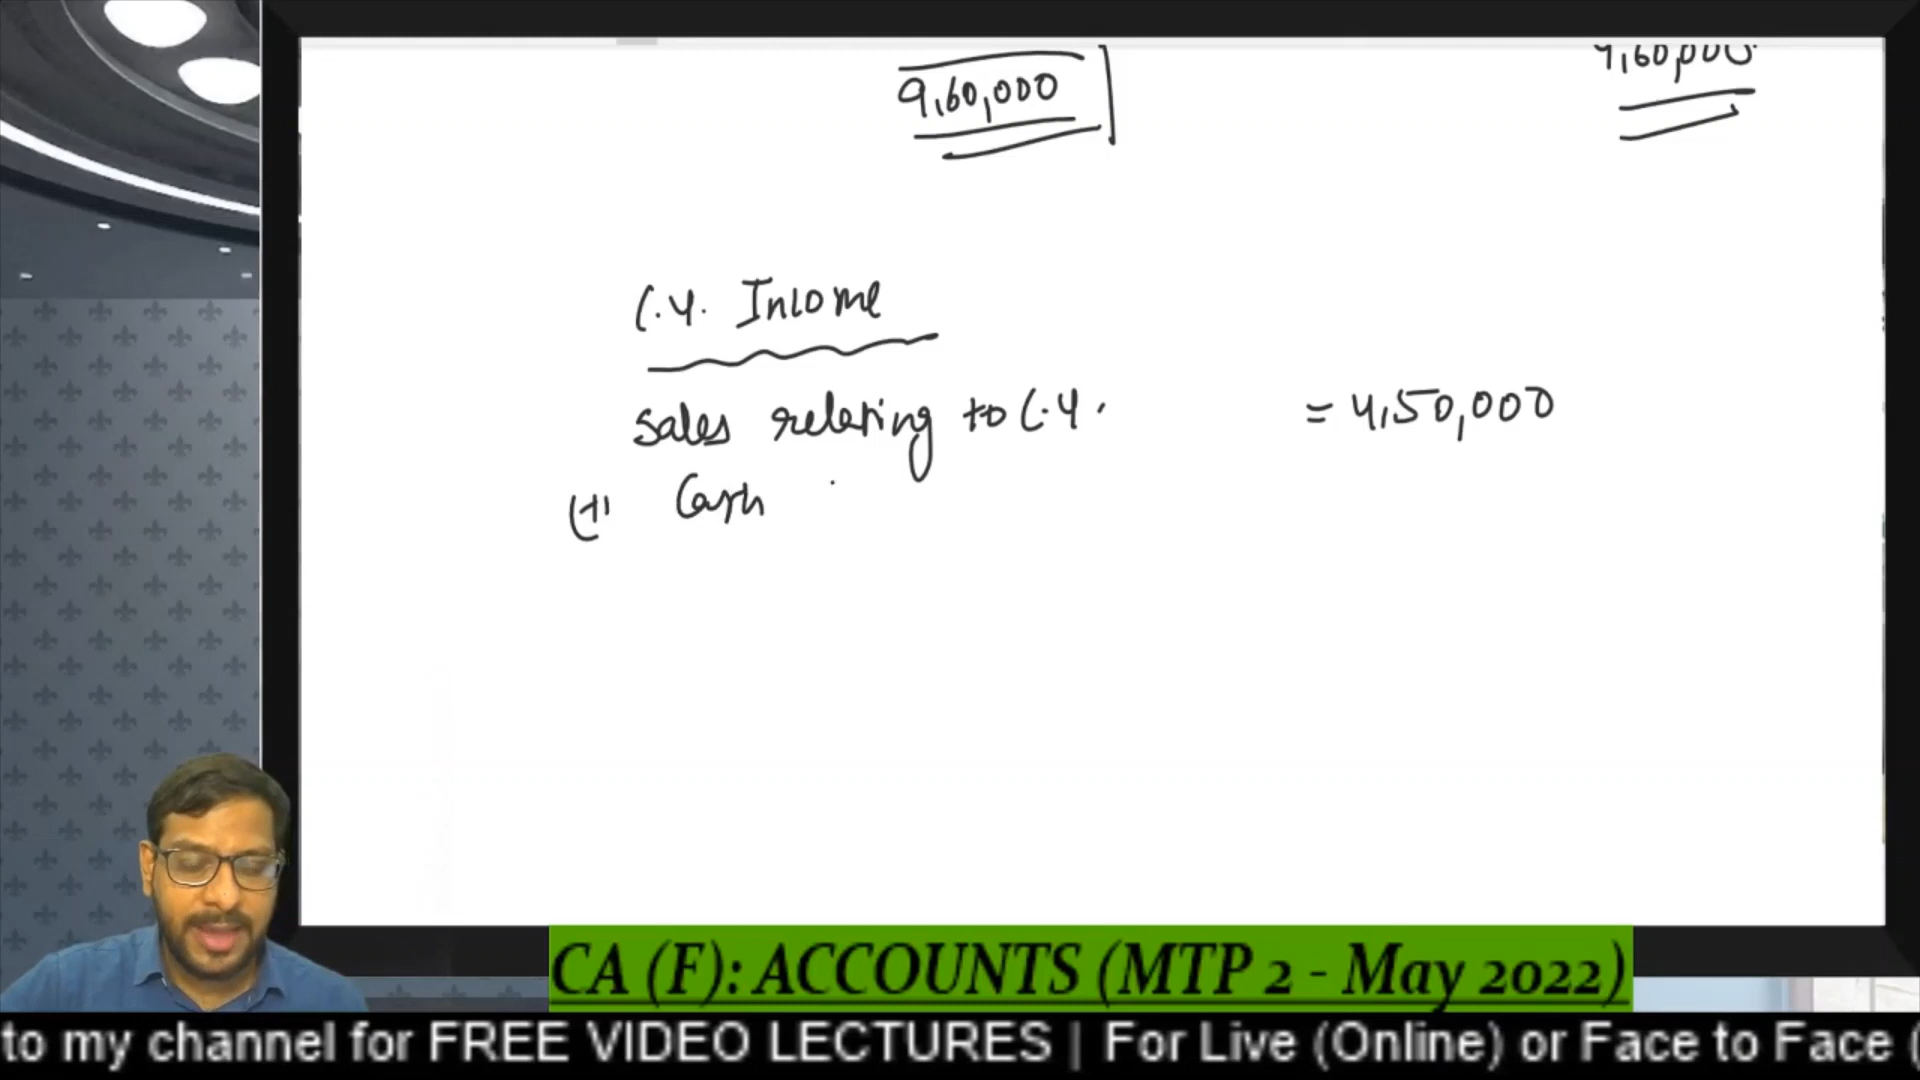 9,60,000
9,60,000
C.Y. Income
Sales relating to C.Y. = 4,50,000
(+) Cash
CA (F): ACCOUNTS (MTP 2 - May 2022)
to my channel for FREE VIDEO LECTURES | For Live (Online) or Face to Face (